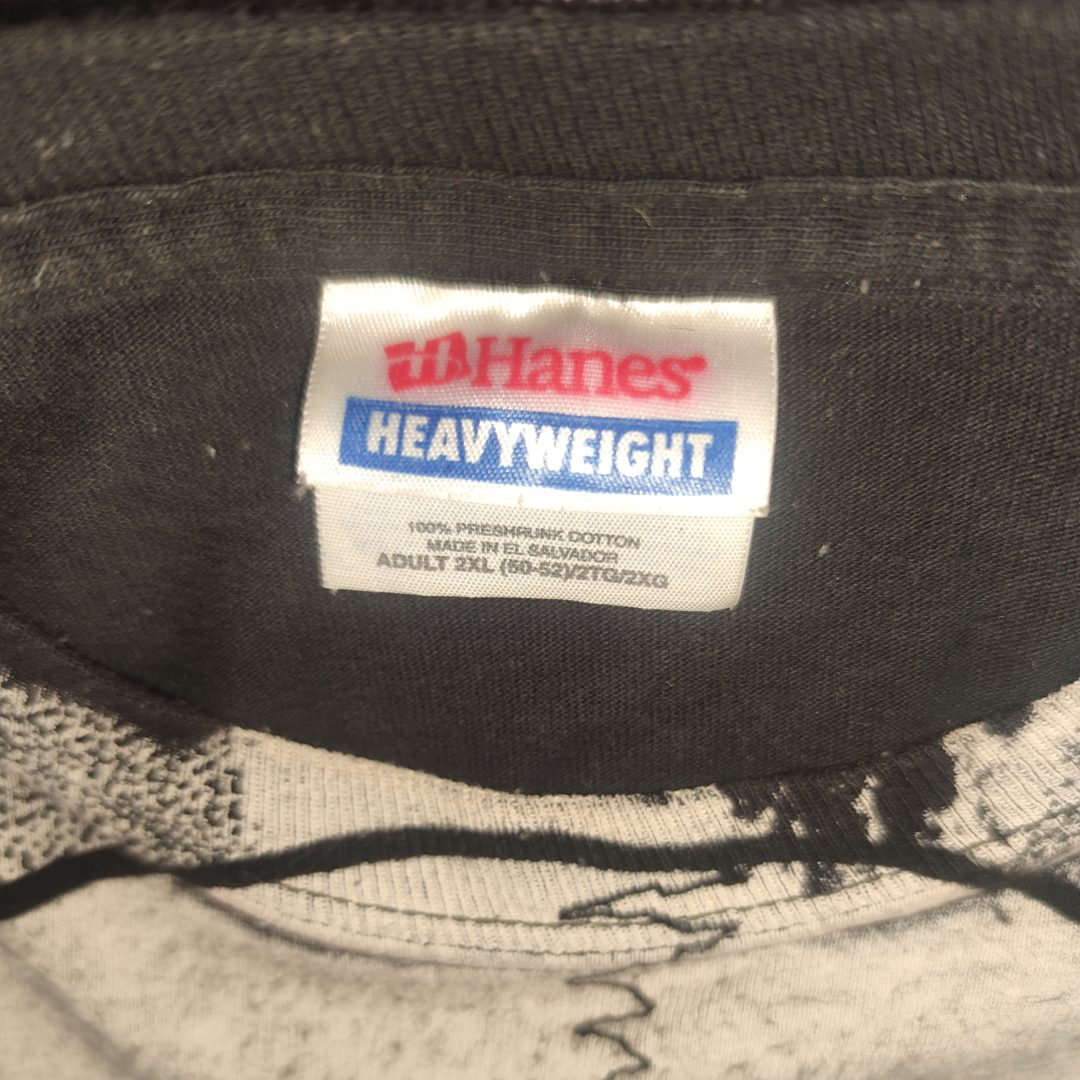 Hanes
HEAVYWEIGHT
100% PRESHRUNK COTTON
MADE IN EL SALVADOR
ADULT 2XL (50-52)/2TG/2XG